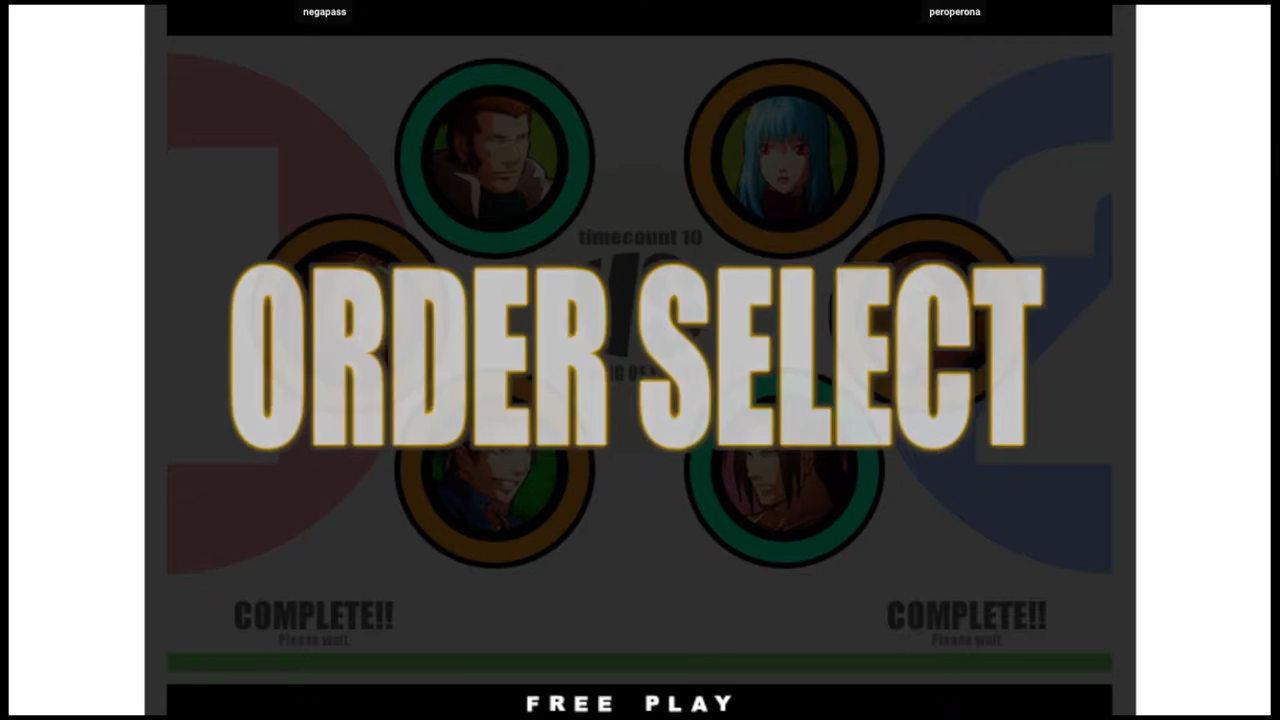 negapass
peroperona
timecount 10
ORDER SELECT
COMPLETE!!
Please wait.
COMPLETE!!
Please wait.
FREE PLAY